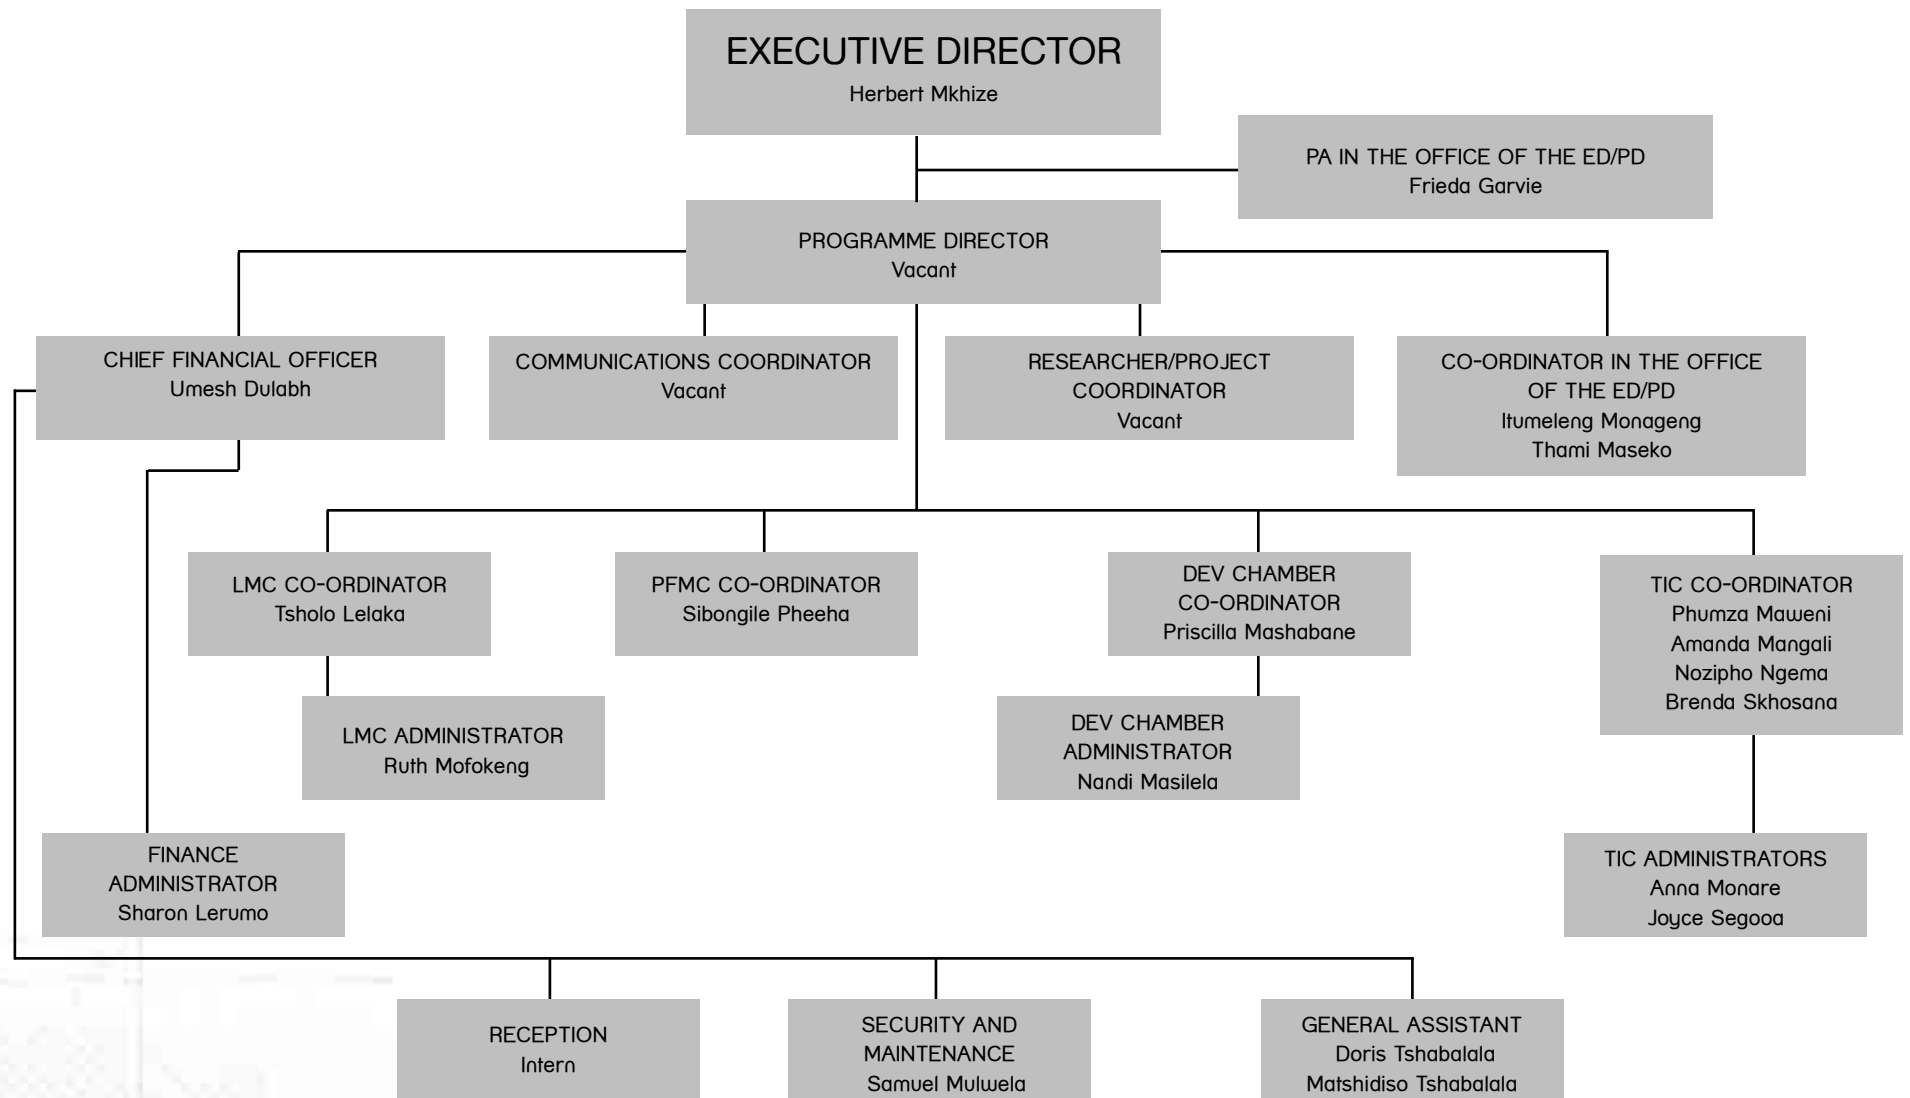 EXECUTIVE DIRECTOR
Herbert Mkhize
PA IN THE OFFICE OF THE ED/PD
Frieda Garvie
PROGRAMME DIRECTOR
Vacant
CHIEF FINANCIAL OFFICER
Umesh Dulabh
COMMUNICATIONS COORDINATOR
Vacant
RESEARCHER/PROJECT
COORDINATOR
Vacant
CO-ORDINATOR IN THE OFFICE
OF THE ED/PD
Itumeleng Monageng
Thami Maseko
LMC CO-ORDINATOR
Tsholo Lelaka
PFMC CO-ORDINATOR
Sibongile Pheeha
DEV CHAMBER
CO-ORDINATOR
Priscilla Mashabane
TIC CO-ORDINATOR
Phumza Maweni
Amanda Mangali
Nozipho Ngema
Brenda Skhosana
LMC ADMINISTRATOR
Ruth Mofokeng
DEV CHAMBER
ADMINISTRATOR
Nandi Masilela
FINANCE
ADMINISTRATOR
Sharon Lerumo
TIC ADMINISTRATORS
Anna Monare
Joyce Segooa
RECEPTION
Intern
SECURITY AND
MAINTENANCE
Samuel Mulwela
GENERAL ASSISTANT
Doris Tshabalala
Matshidiso Tshabalala